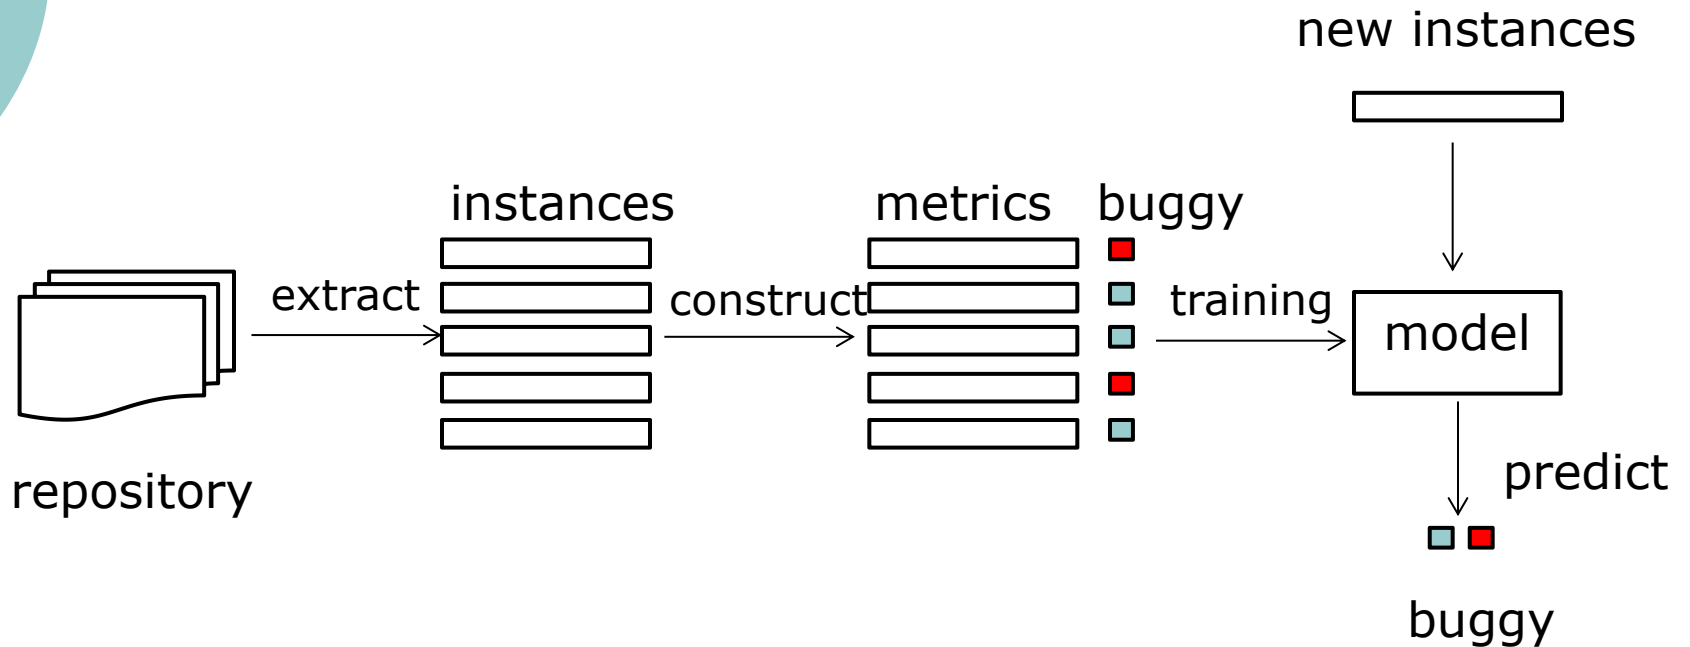 new instances
instances
metrics
buggy
extract
construct
training
model
repository
predict
buggy